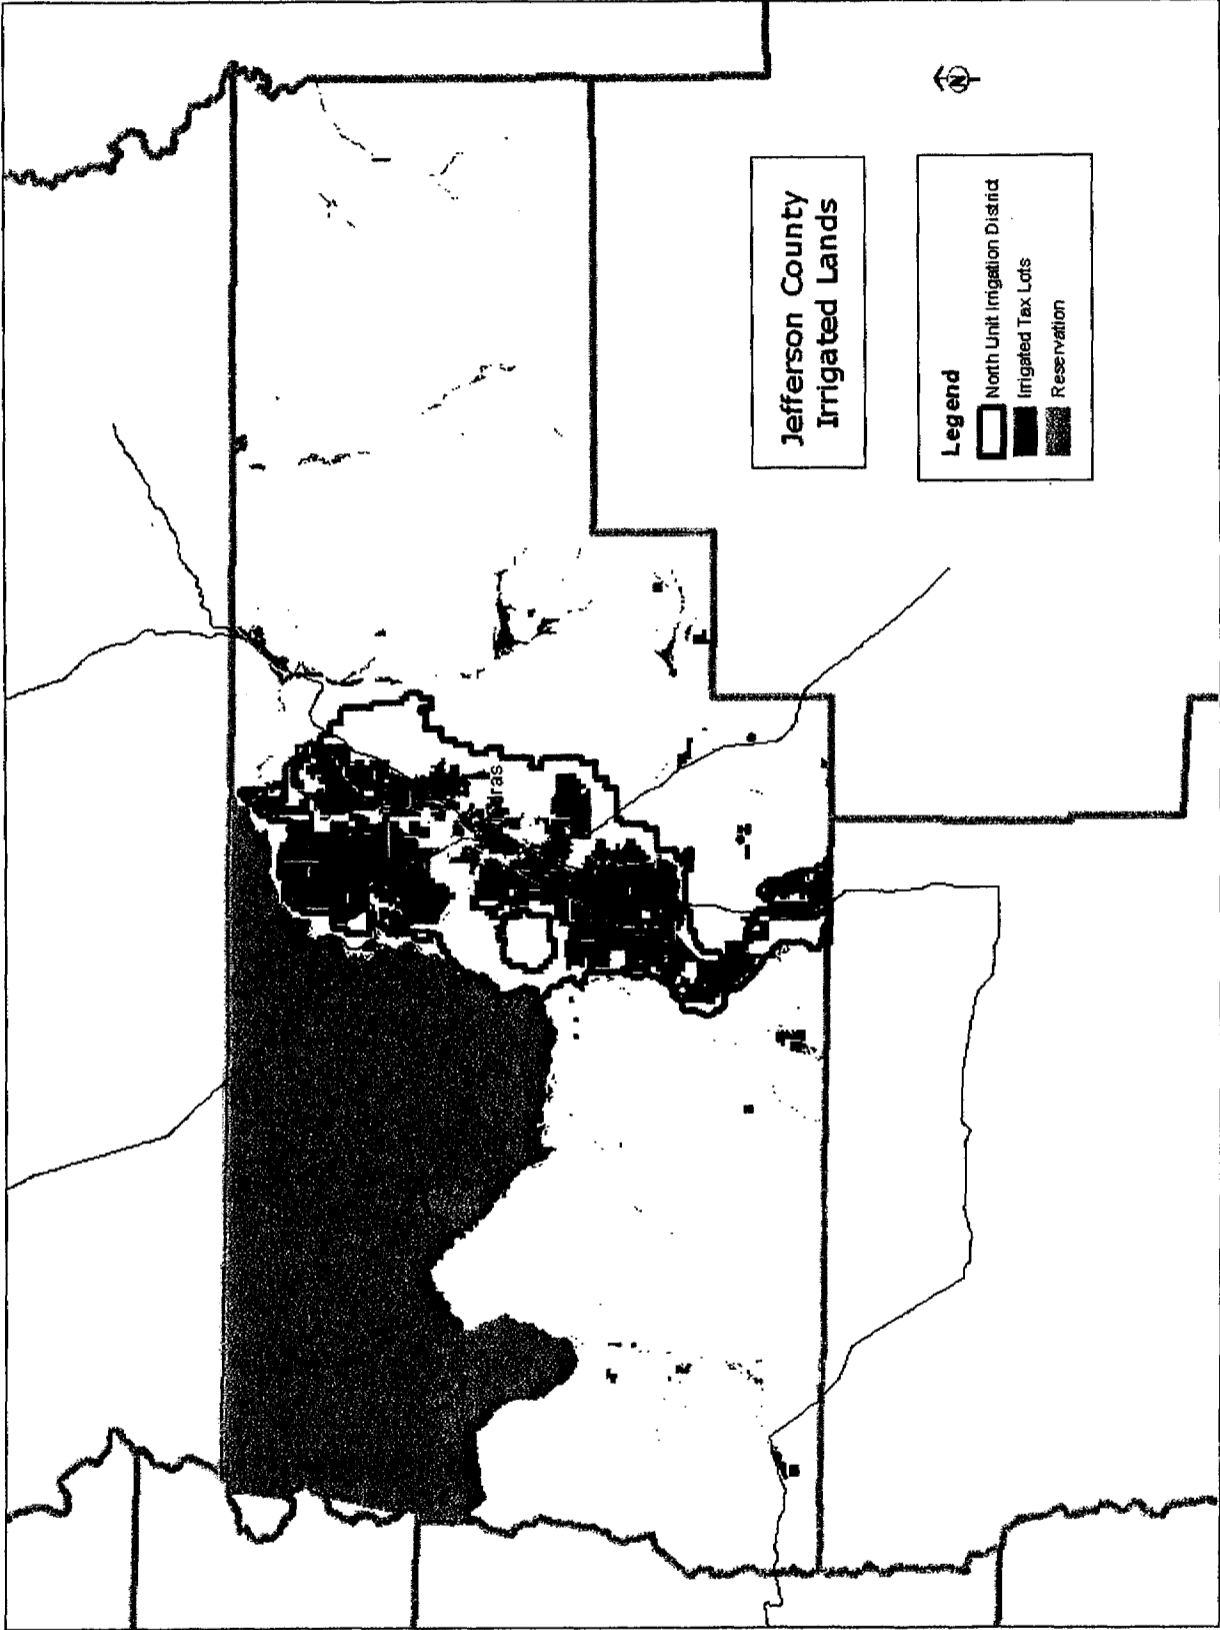 Jefferson County
Irrigated Lands
N
Legend
North Unit Irrigation District
Irrigated Tax Lots
Reservation